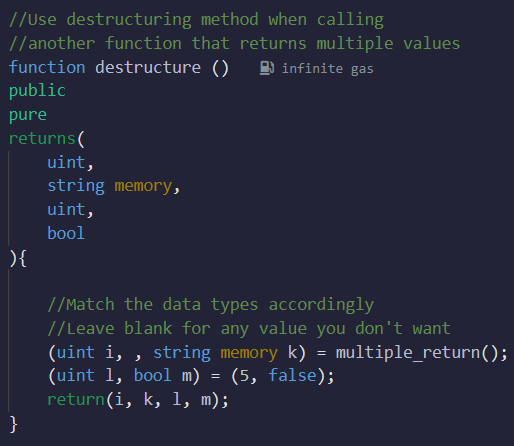 //Use destructuring method when calling
//another function that returns multiple values
function destructure () infinite gas
public
pure
returns(
    uint,
    string memory,
    uint,
    bool
){
    //Match the data types accordingly
    //Leave blank for any value you don't want
    (uint i, , string memory k) = multiple_return();
    (uint l, bool m) = (5, false);
    return(i, k, l, m);
}